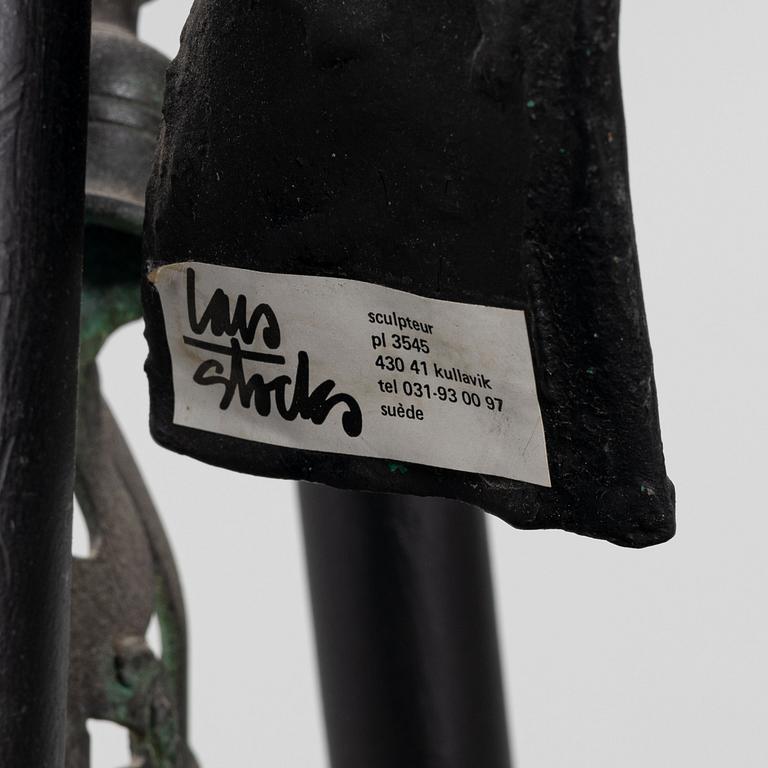 Lars
stocks
sculpteur
pl 3545
430 41 kullavik
tel 031-93 00 97
suède